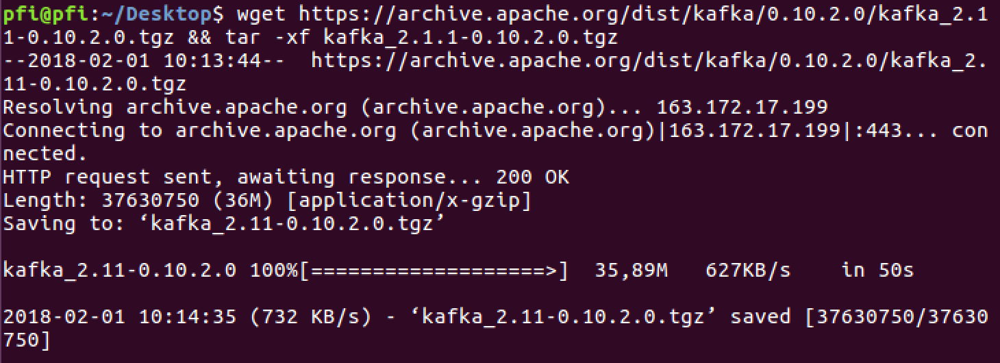 pfi@pfi:~/Desktop$ wget https://archive.apache.org/dist/kafka/0.10.2.0/kafka_2.1
1-0.10.2.0.tgz && tar -xf kafka_2.1.1-0.10.2.0.tgz
--2018-02-01 10:13:44--  https://archive.apache.org/dist/kafka/0.10.2.0/kafka_2.
11-0.10.2.0.tgz
Resolving archive.apache.org (archive.apache.org)... 163.172.17.199
Connecting to archive.apache.org (archive.apache.org)|163.172.17.199|:443... con
nected.
HTTP request sent, awaiting response... 200 OK
Length: 37630750 (36M) [application/x-gzip]
Saving to: ‘kafka_2.11-0.10.2.0.tgz’
kafka_2.11-0.10.2.0 100%[===================>]  35,89M   627KB/s    in 50s
2018-02-01 10:14:35 (732 KB/s) - ‘kafka_2.11-0.10.2.0.tgz’ saved [37630750/37630
750]